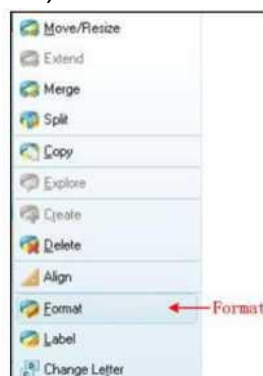 Move/Resize
Extend
Merge
Split
Copy
Explore
Create
Delete
Align
Format Format
Label
Change Letter